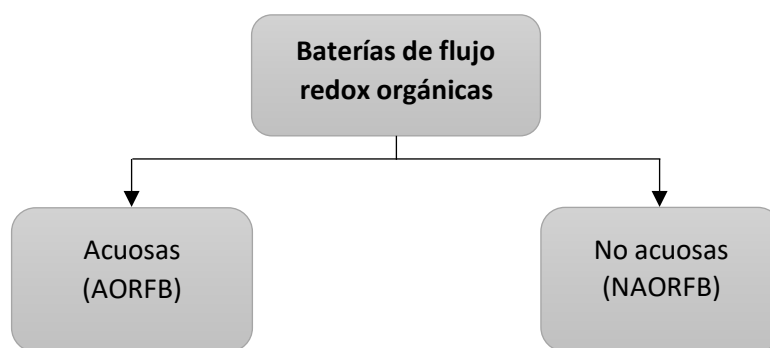 Baterías de flujo
redox orgánicas
Acuosas
(AORFB)
No acuosas
(NAORFB)